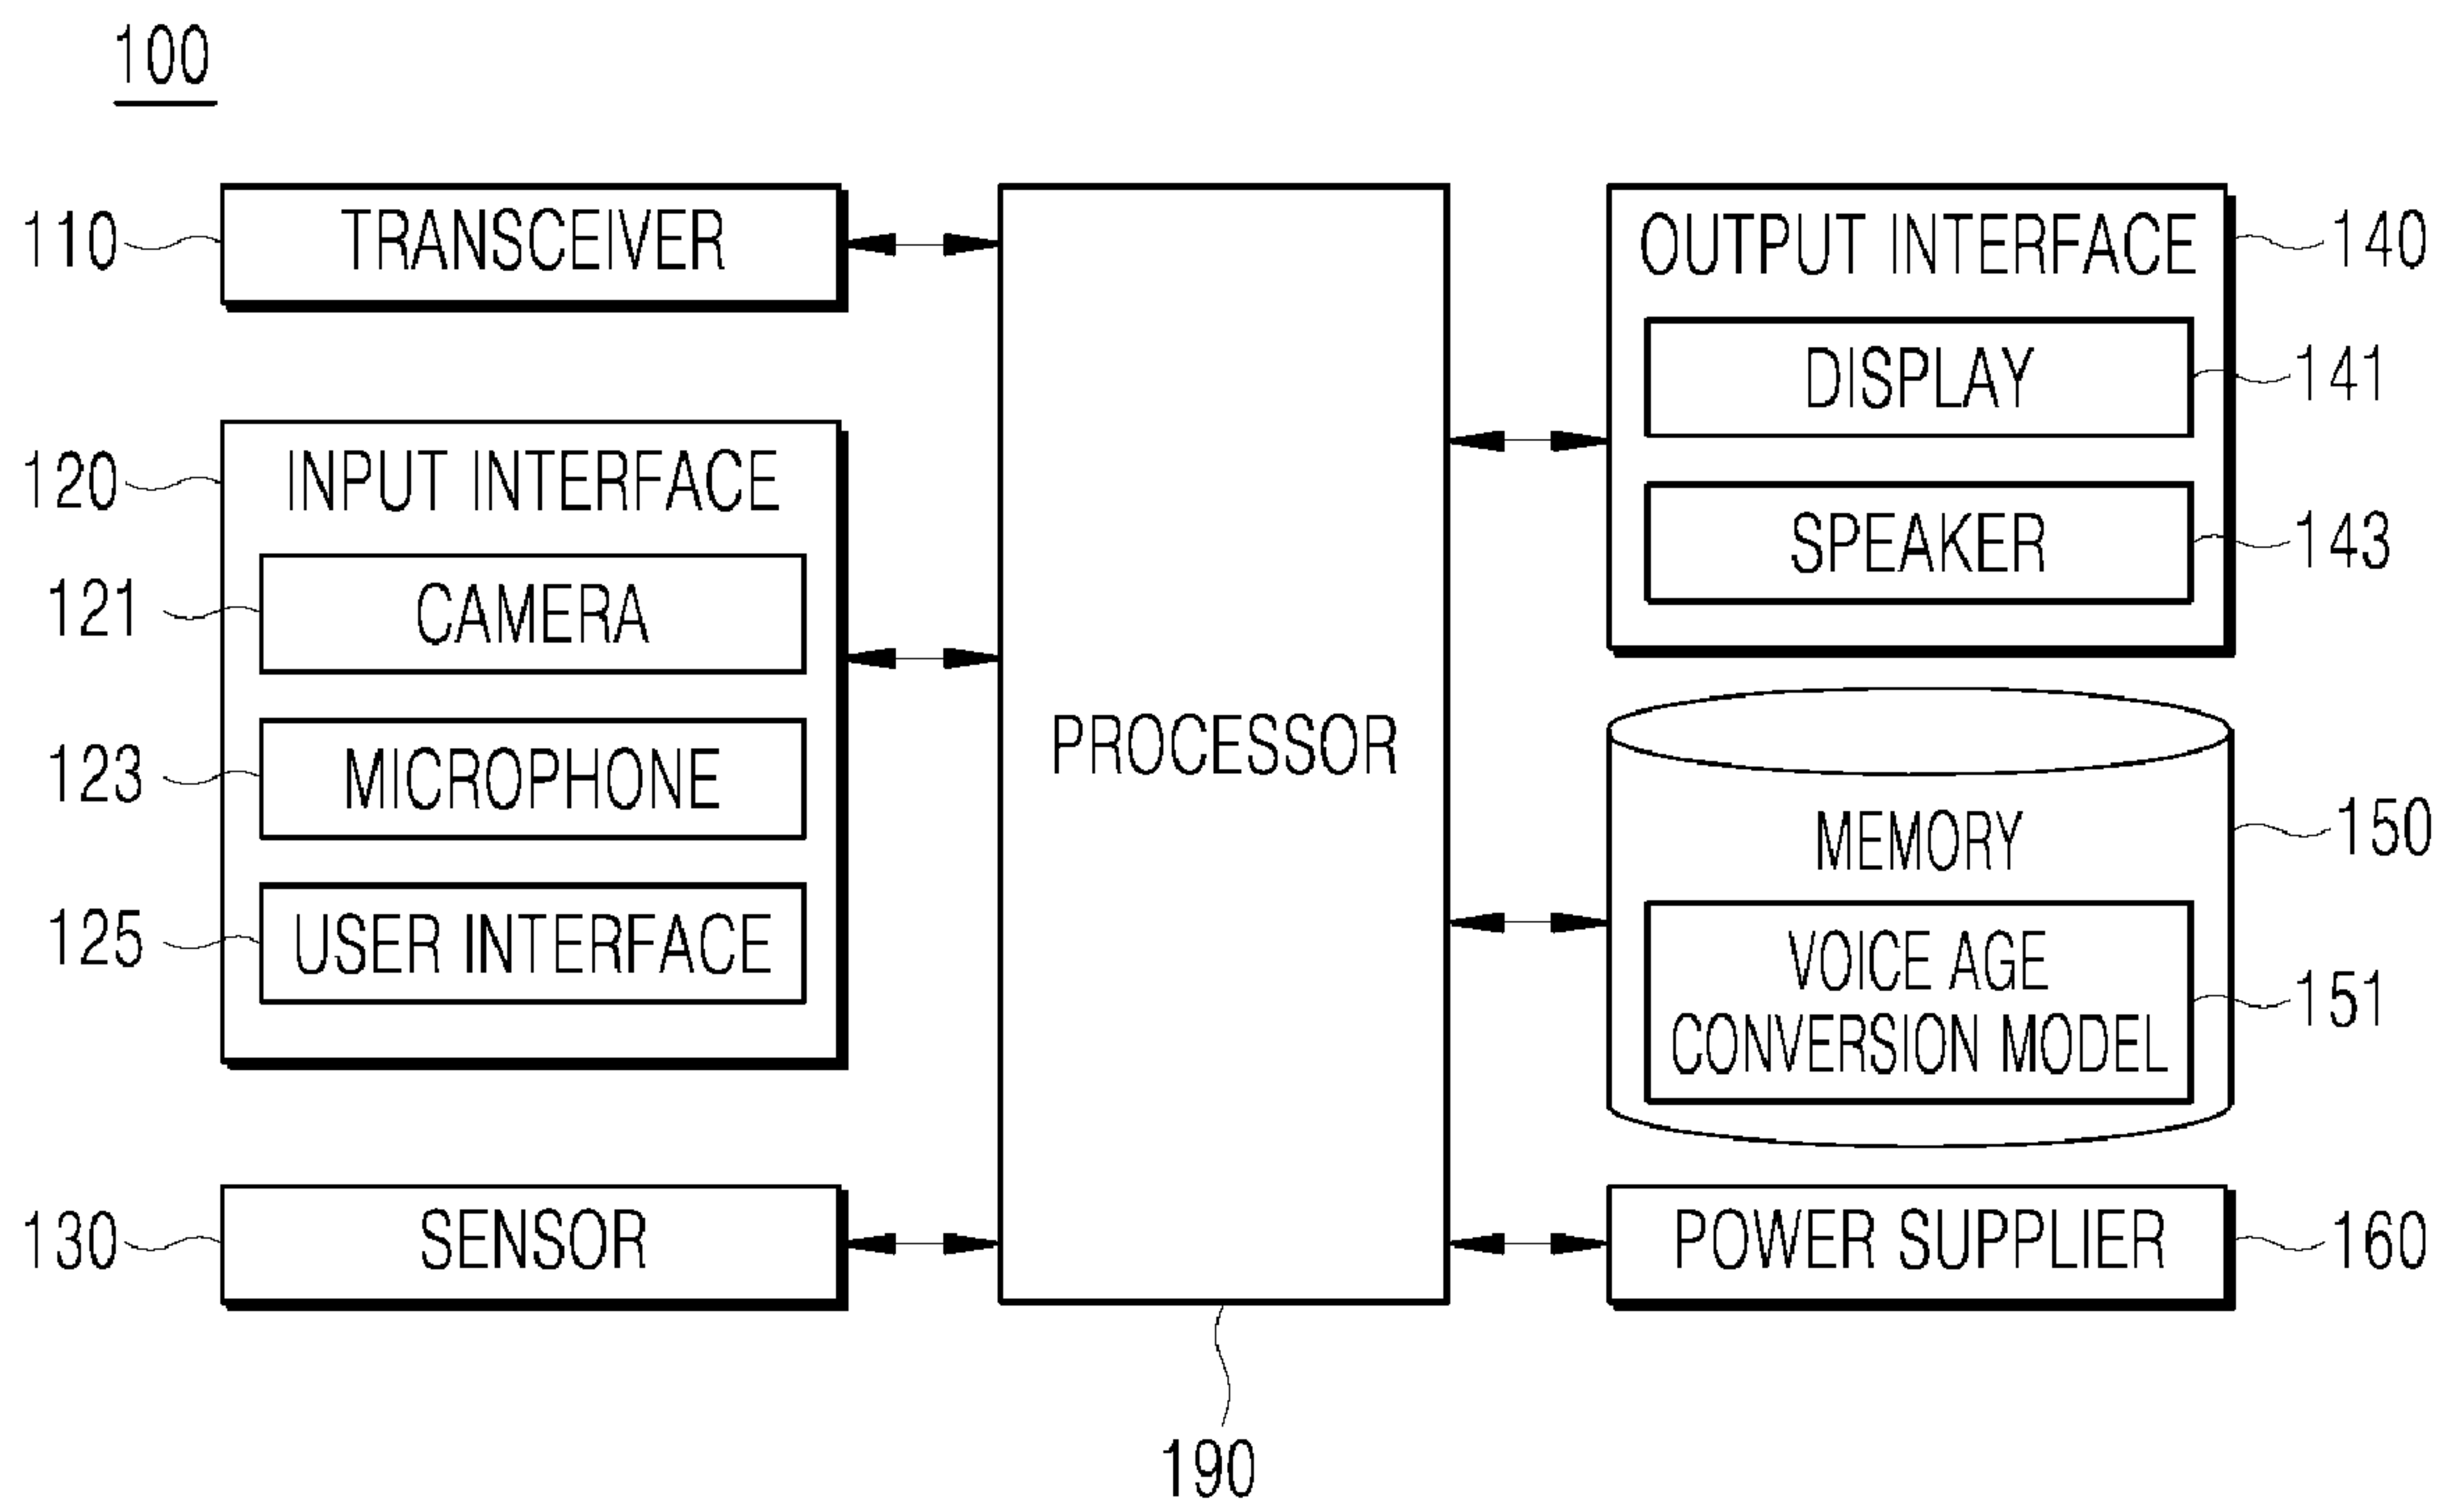 100
110
TRANSCEIVER
120
INPUT INTERFACE
121
CAMERA
123
MICROPHONE
125
USER INTERFACE
130
SENSOR
PROCESSOR
190
OUTPUT INTERFACE
140
DISPLAY
141
SPEAKER
143
MEMORY
150
VOICE AGE
CONVERSION MODEL
151
POWER SUPPLIER
160